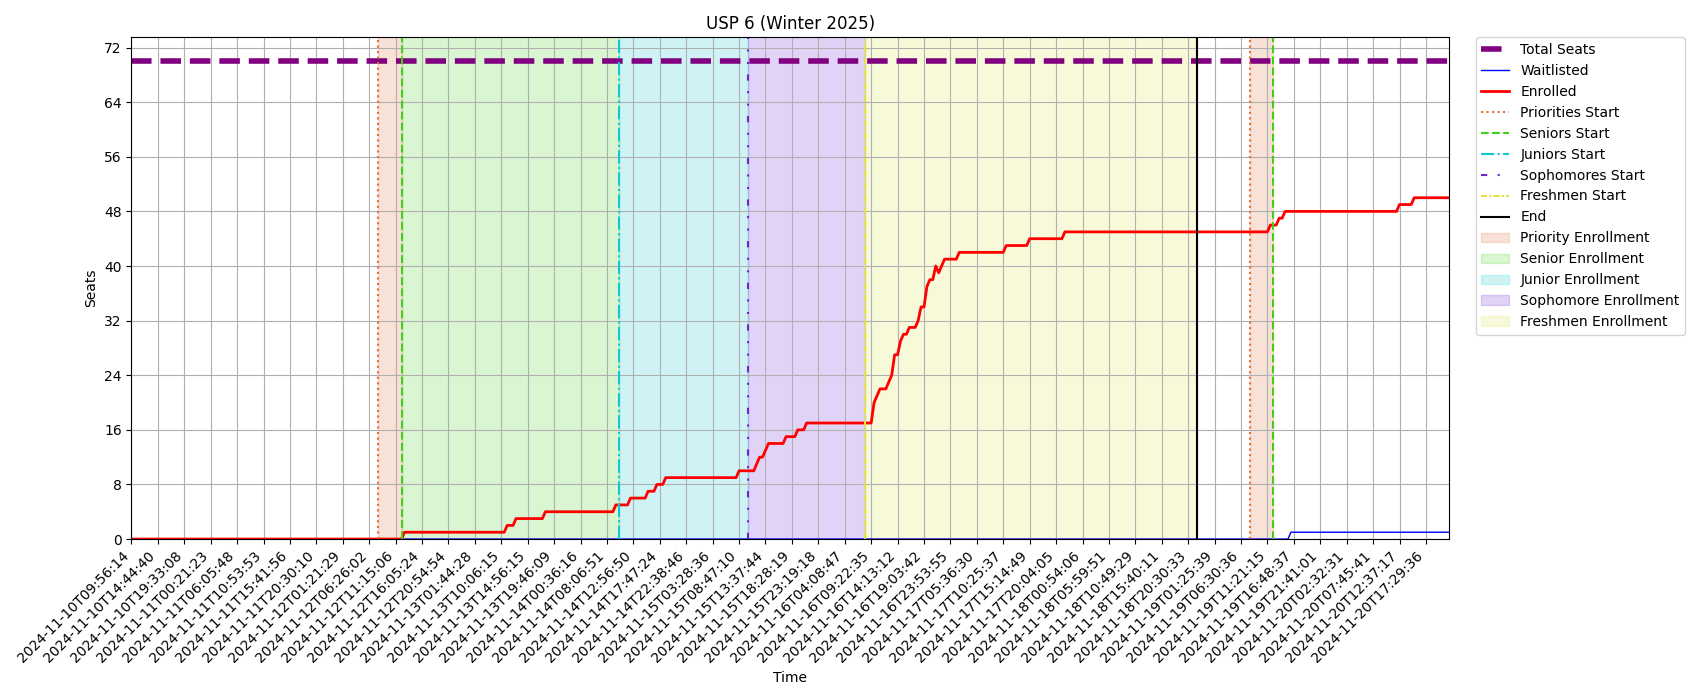 USP 6 (Winter 2025)
Seats
72
64
56
48
40
32
24
16
8
0
2024-11-10T09:56:14
2024-11-10T14:44:40
2024-11-10T19:33:08
2024-11-11T00:21:23
2024-11-11T06:05:48
2024-11-11T10:53:53
2024-11-11T15:41:56
2024-11-11T20:30:10
2024-11-12T01:21:29
2024-11-12T06:26:02
2024-11-12T11:15:06
2024-11-12T16:05:24
2024-11-12T20:54:54
2024-11-13T01:44:28
2024-11-13T10:06:15
2024-11-13T14:56:15
2024-11-13T19:46:09
2024-11-14T00:36:16
2024-11-14T08:06:51
2024-11-14T12:56:50
2024-11-14T17:47:24
2024-11-14T22:38:46
2024-11-15T03:28:36
2024-11-15T08:47:10
2024-11-15T13:37:44
2024-11-15T18:28:19
2024-11-15T23:19:18
2024-11-16T04:08:47
2024-11-16T09:22:35
2024-11-16T14:13:12
2024-11-16T19:03:42
2024-11-16T23:53:55
2024-11-17T05:36:30
2024-11-17T10:25:37
2024-11-17T15:14:49
2024-11-17T20:04:05
2024-11-18T00:54:06
2024-11-18T05:59:51
2024-11-18T10:49:29
2024-11-18T15:40:11
2024-11-18T20:30:33
2024-11-19T01:25:39
2024-11-19T06:30:36
2024-11-19T11:21:15
2024-11-19T16:48:37
2024-11-19T21:41:01
2024-11-20T02:32:31
2024-11-20T07:45:41
2024-11-20T12:37:17
2024-11-20T17:29:36
Time
Total Seats
Waitlisted
Enrolled
Priorities Start
Seniors Start
Juniors Start
Sophomores Start
Freshmen Start
End
Priority Enrollment
Senior Enrollment
Junior Enrollment
Sophomore Enrollment
Freshmen Enrollment